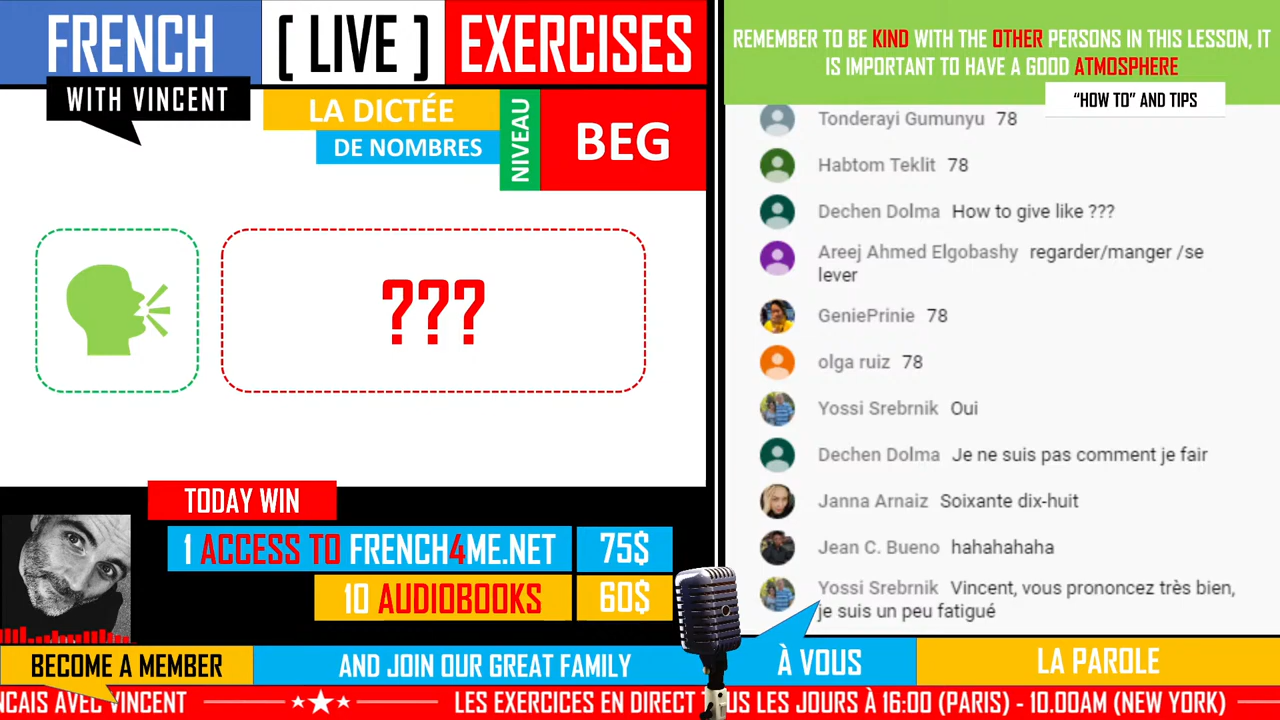 FRENCH
WITH VINCENT
[ LIVE ]
EXERCISES
LA DICTÉE
DE NOMBRES
NIVEAU
BEG
???
TODAY WIN
1 ACCESS TO FRENCH4ME.NET
75$
10 AUDIOBOOKS
60$
REMEMBER TO BE KIND WITH THE OTHER PERSONS IN THIS LESSON, IT
IS IMPORTANT TO HAVE A GOOD ATMOSPHERE
“HOW TO” AND TIPS
Tonderayi Gumunyu 78
Habtom Teklit 78
Dechen Dolma How to give like ???
Areej Ahmed Elgobashy regarder/manger /se
lever
GeniePrinie 78
olga ruiz 78
Yossi Srebrnik Oui
Dechen Dolma Je ne suis pas comment je fair
Janna Arnaiz Soixante dix-huit
Jean C. Bueno hahahahaha
Yossi Srebrnik Vincent, vous prononcez très bien,
je suis un peu fatigué
BECOME A MEMBER
AND JOIN OUR GREAT FAMILY
À VOUS
LA PAROLE
NCAIS AVEC VINCENT
LES EXERCICES EN DIRECT US LES JOURS À 16:00 (PARIS) - 10.00AM (NEW YORK)